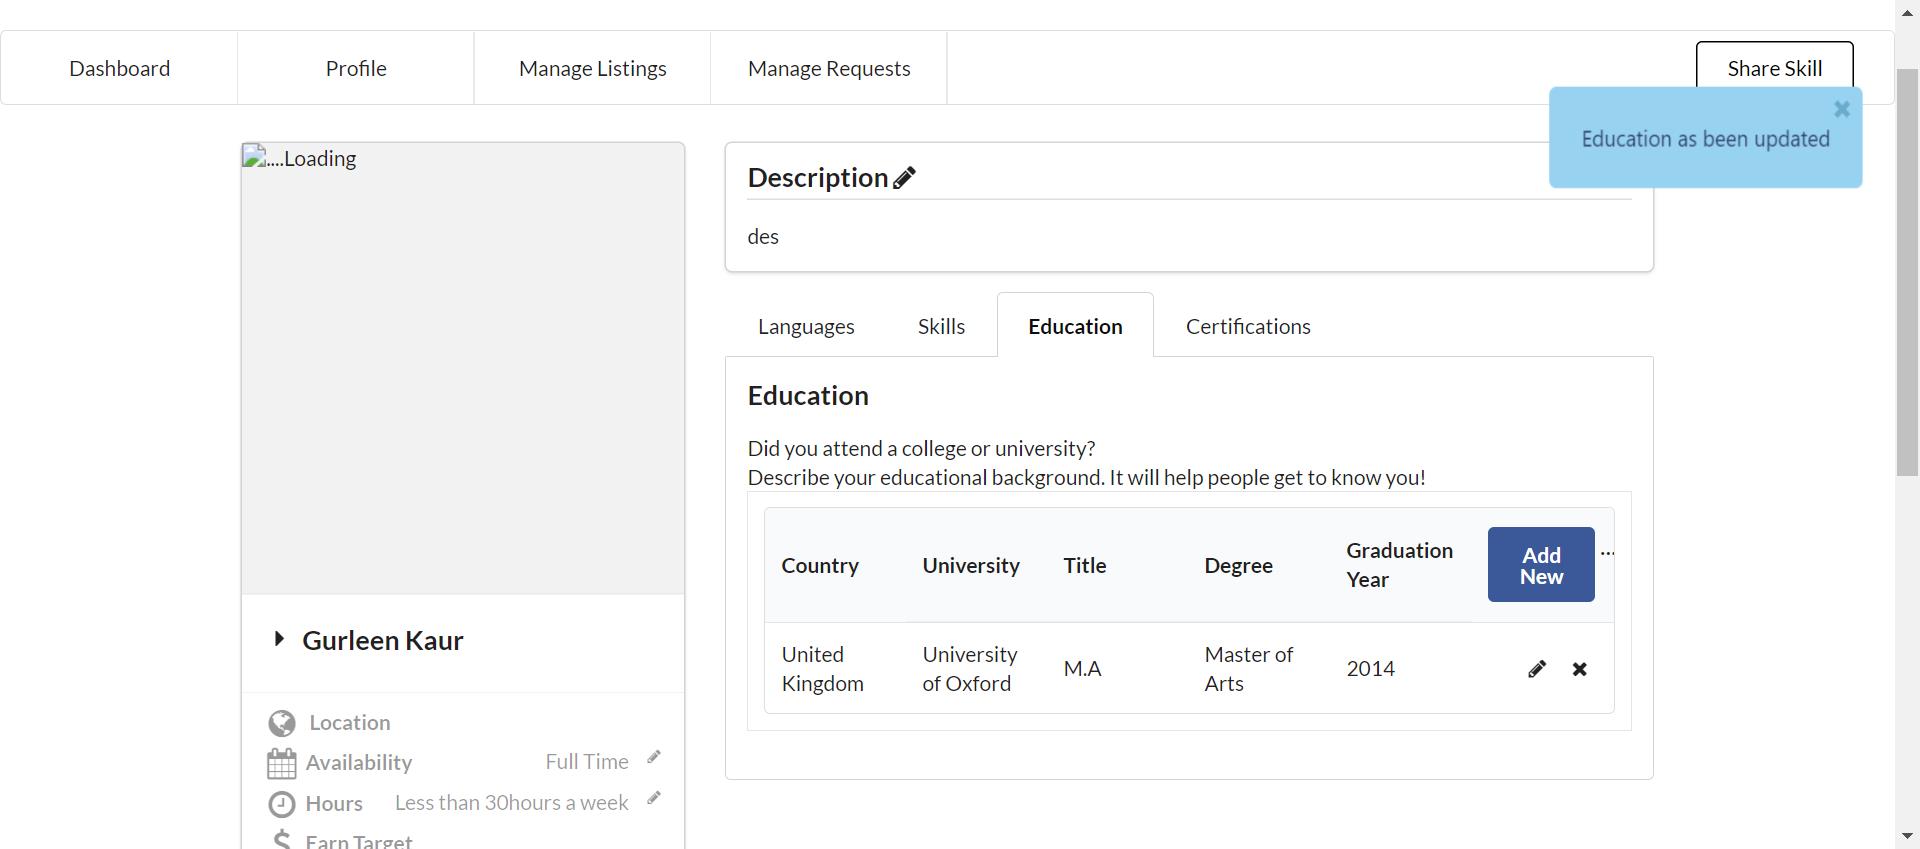 Dashboard
Profile
Manage Listings
Manage Requests
Share Skill
Education as been updated
....Loading
Description
des
Languages
Skills
Education
Certifications
Education
Did you attend a college or university?
Describe your educational background. It will help people get to know you!
Country
University
Title
Degree
Graduation
Year
Add
New
...
United
Kingdom
University
of Oxford
M.A
Master of
Arts
2014
Gurleen Kaur
Location
Availability
Full Time
Hours
Less than 30hours a week
Earn Target